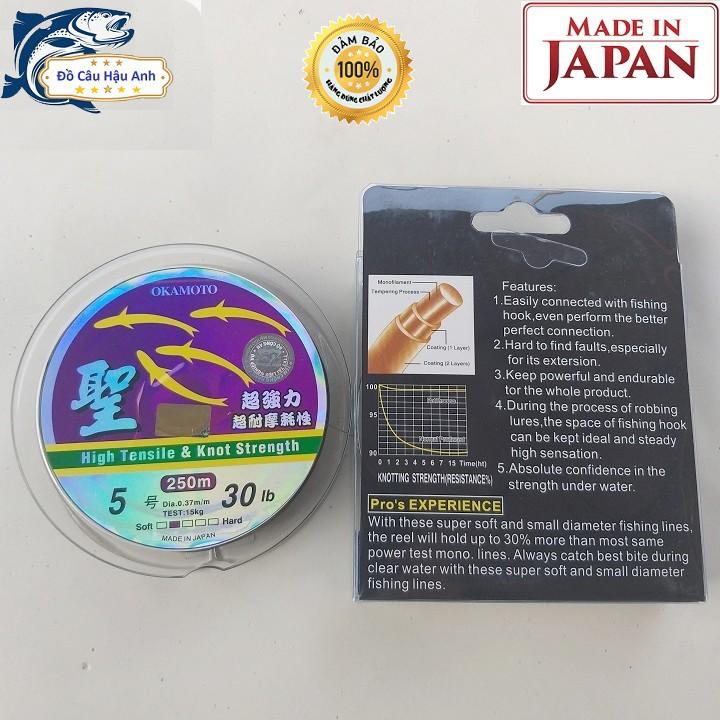 Đồ Câu Hậu Anh
ĐẢM BẢO
100%
HÀNG ĐÚNG CHẤT LƯỢNG
MADE IN
JAPAN
OKAMOTO
聖
超強力
超耐摩耗性
High Tensile & Knot Strength
250m
5 号
Dia.0.37m/m
TEST:15kg
30 lb
Soft
Hard
MADE IN JAPAN
Monofilament
Tempering Process
Coating (1 Layer)
Coating (2 Layers)
100
95
90
Normal Proudouct
0 1 2 3 4 5 6 7 8 15 Time(ht)
KNOTTING STRENGTH(RESISTANCE%)
Features:
1.Easily connected with fishing
hook,even perform the better
perfect connection.
2.Hard to find faults,especially
for its extersion.
3.Keep powerful and endurable
tor the whole product.
4.During the process of robbing
lures,the space of fishing hook
can be kept ideal and steady
high sensation.
5.Absolute confidence in the
strength under water.
Pro's EXPERIENCE
With these super soft and small diameter fishing lines,
the reel will hold up to 30% more than most same
power test mono. lines. Always catch best bite during
clear water with these super soft and small diameter
fishing lines.